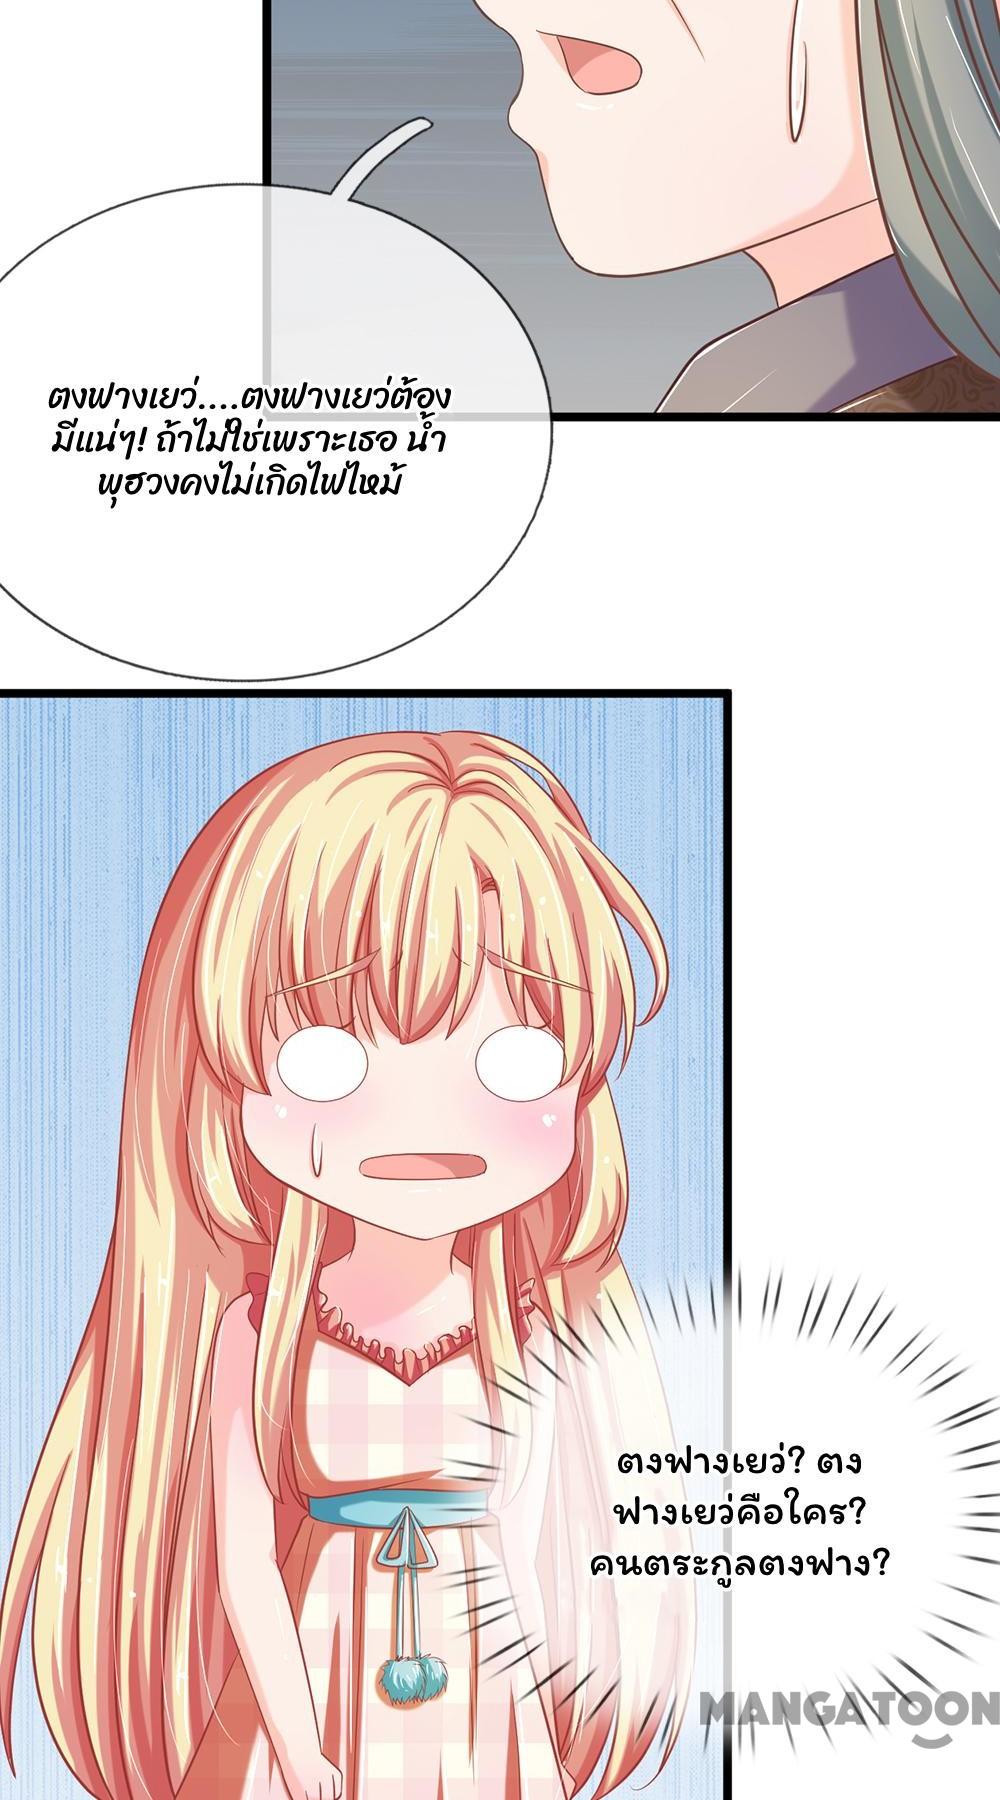 ตงฟางเยว่....ตงฟางเยว่ต้อง
มีแน่ๆ! ถ้าไม่ใช่เพราะเธอ น้ำ
พุฮวงคงไม่เกิดไฟไหม้
ตงฟางเยว่? ตง
ฟางเยว่คือใคร?
คนตระกูลตงฟาง?
MANGATOON